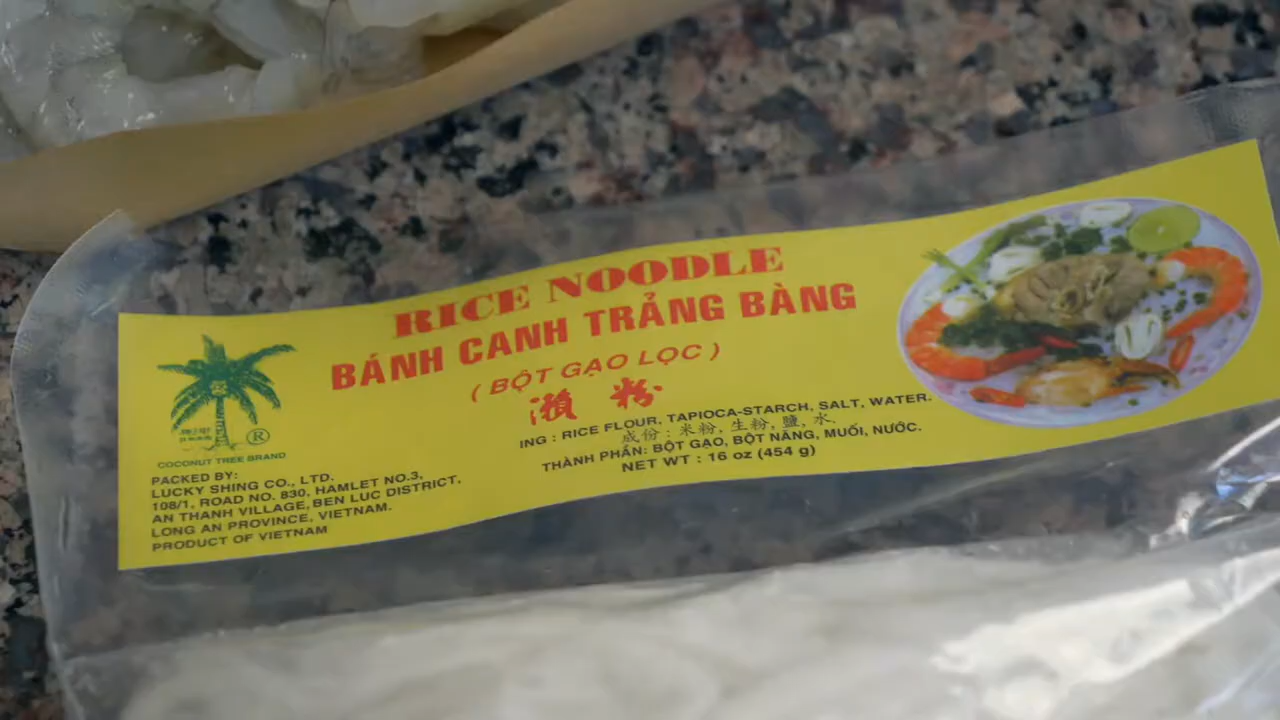 RICE NOODLE
BÁNH CANH TRẢNG BÀNG
( BỘT GẠO LỌC )
瀨 粉
®
COCONUT TREE BRAND
PACKED BY:
LUCKY SHING CO., LTD.
108/1, ROAD NO. 830, HAMLET NO.3,
AN THANH VILLAGE, BEN LUC DISTRICT,
LONG AN PROVINCE, VIETNAM.
PRODUCT OF VIETNAM
ING : RICE FLOUR, TAPIOCA-STARCH, SALT, WATER.
成份 : 米粉, 生粉, 鹽, 水.
THÀNH PHẦN: BỘT GẠO, BỘT NĂNG, MUỐI, NƯỚC.
NET WT : 16 oz (454 g)